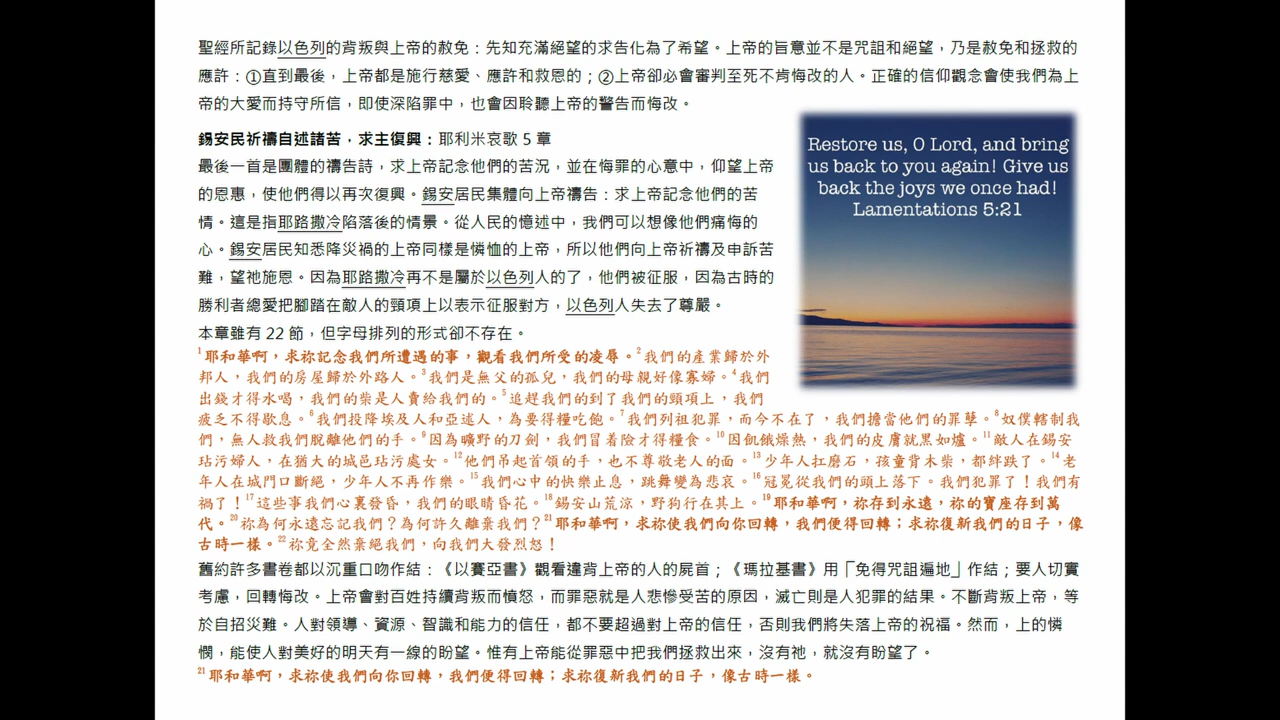 聖經所記錄以色列的背叛與上帝的赦免：先知充滿絕望的求告化為了希望。上帝的旨意並不是咒詛和絕望，乃是赦免和拯救的
應許：①直到最後，上帝都是施行慈愛、應許和救恩的；②上帝卻必會審判至死不肯悔改的人。正確的信仰觀念會使我們為上
帝的大愛而持守所信，即使深陷罪中，也會因聆聽上帝的警告而悔改。
錫安民祈禱自述諸苦，求主復興：耶利米哀歌 5 章
最後一首是團體的禱告詩，求上帝記念他們的苦況，並在悔罪的心意中，仰望上帝
的恩惠，使他們得以再次復興。錫安居民集體向上帝禱告：求上帝記念他們的苦
情。這是指耶路撒冷陷落後的情景。從人民的憶述中，我們可以想像他們痛悔的
心。錫安居民知悉降災禍的上帝同樣是憐恤的上帝，所以他們向上帝祈禱及申訴苦
難，望祂施恩。因為耶路撒冷再不是屬於以色列人的了，他們被征服，因為古時的
勝利者總愛把腳踏在敵人的頸項上以表示征服對方，以色列人失去了尊嚴。
本章雖有 22 節，但字母排列的形式卻不存在。
Restore us, O Lord, and bring
us back to you again! Give us
back the joys we once had!
Lamentations 5:21
1耶和華啊，求祢記念我們所遭遇的事，觀看我們所受的凌辱。2我們的產業歸於外
邦人，我們的房屋歸於外路人。3我們是無父的孤兒，我們的母親好像寡婦。4我們
出錢才得水喝，我們的柴是人賣給我們的。5追趕我們的到了我們的頸項上，我們
疲乏不得歇息。6我們投降埃及人和亞述人，為要得糧吃飽。7我們列祖犯罪，而今不在了，我們擔當他們的罪孽。8奴僕轄制我
們，無人救我們脫離他們的手。9因為曠野的刀劍，我們冒着險才得糧食。10因飢餓燥熱，我們的皮膚就黑如爐。11敵人在錫安
玷污婦人，在猶大的城邑玷污處女。12他們吊起首領的手，也不尊敬老人的面。13少年人扛磨石，孩童背木柴，都絆跌了。14老
年人在城門口斷絕，少年人不再作樂。15我們心中的快樂止息，跳舞變為悲哀。16冠冕從我們的頭上落下。我們犯罪了！我們有
禍了！17這些事我們心裏發昏，我們的眼睛昏花。18錫安山荒涼，野狗行在其上。19耶和華啊，祢存到永遠，祢的寶座存到萬
代。20祢為何永遠忘記我們？為何許久離棄我們？21耶和華啊，求祢使我們向你回轉，我們便得回轉；求祢復新我們的日子，像
古時一樣。22祢竟全然棄絕我們，向我們大發烈怒！
舊約許多書卷都以沉重口吻作結：《以賽亞書》觀看違背上帝的人的屍首；《瑪拉基書》用「免得咒詛遍地」作結；要人切實
考慮，回轉悔改。上帝會對百姓持續背叛而憤怒，而罪惡就是人悲慘受苦的原因，滅亡則是人犯罪的結果。不斷背叛上帝，等
於自招災難。人對領導、資源、智識和能力的信任，都不要超過對上帝的信任，否則我們將失落上帝的祝福。然而，上的憐
憫，能使人對美好的明天有一線的盼望。惟有上帝能從罪惡中把我們拯救出來，沒有祂，就沒有盼望了。
21耶和華啊，求祢使我們向你回轉，我們便得回轉；求祢復新我們的日子，像古時一樣。